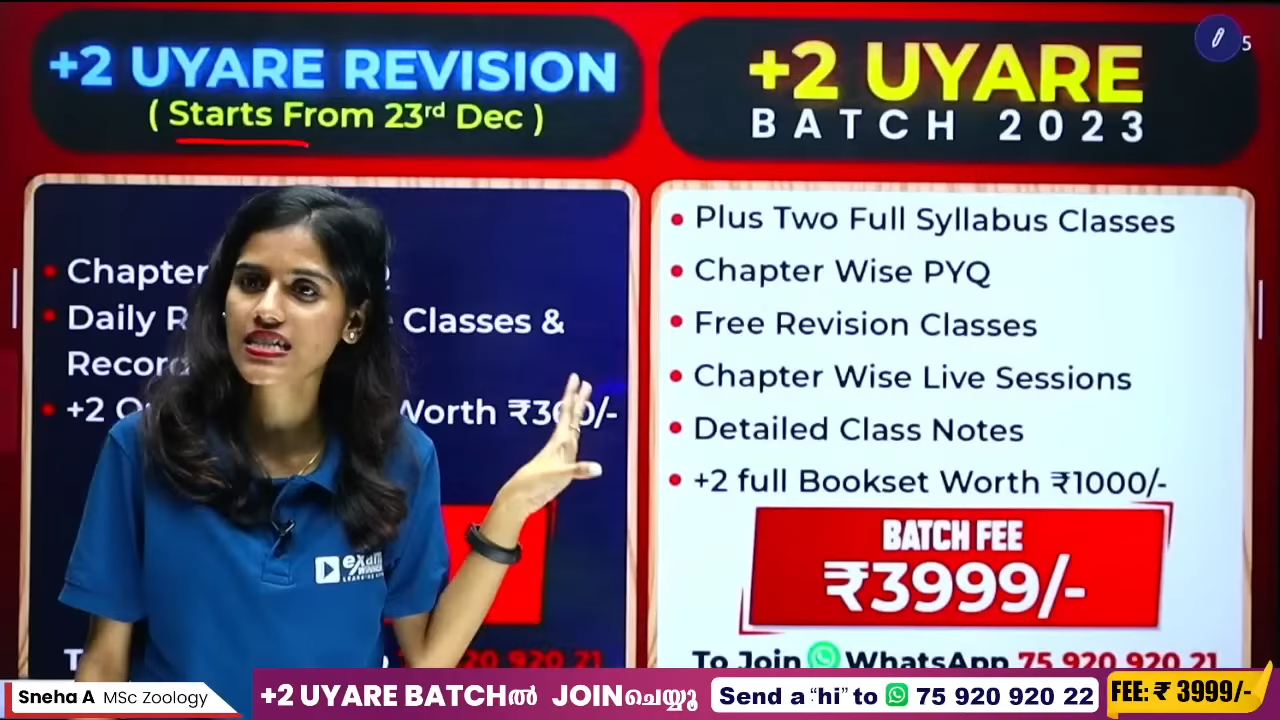 +2 UYARE REVISION
( Starts From 23rd Dec )
Chapter
Daily Classes &
+2 Worth
+2 UYARE
BATCH 2023
5
Plus Two Full Syllabus Classes
Chapter Wise PYQ
Free Revision Classes
Chapter Wise Live Sessions
Detailed Class Notes
+2 full Bookset Worth ₹1000/-
BATCH FEE
₹3999/-
To Join WhatsApp 75 920 920 21
exam
WINNER
Sneha A MSc Zoology
+2 UYARE BATCHൽ JOINചെയ്യൂ
Send a “hi” to 75 920 920 22
FEE: ₹ 3999/-